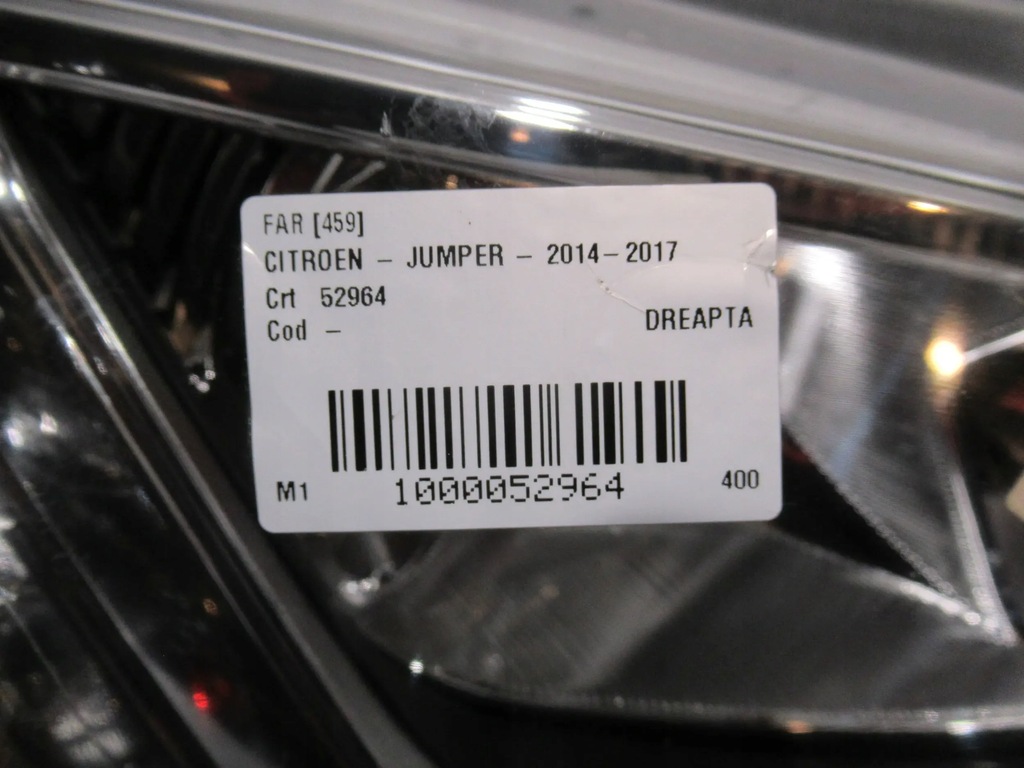 FAR [459]
CITROEN - JUMPER - 2014-2017
Crt 52964
Cod -
DREAPTA
M1
1000052964
400